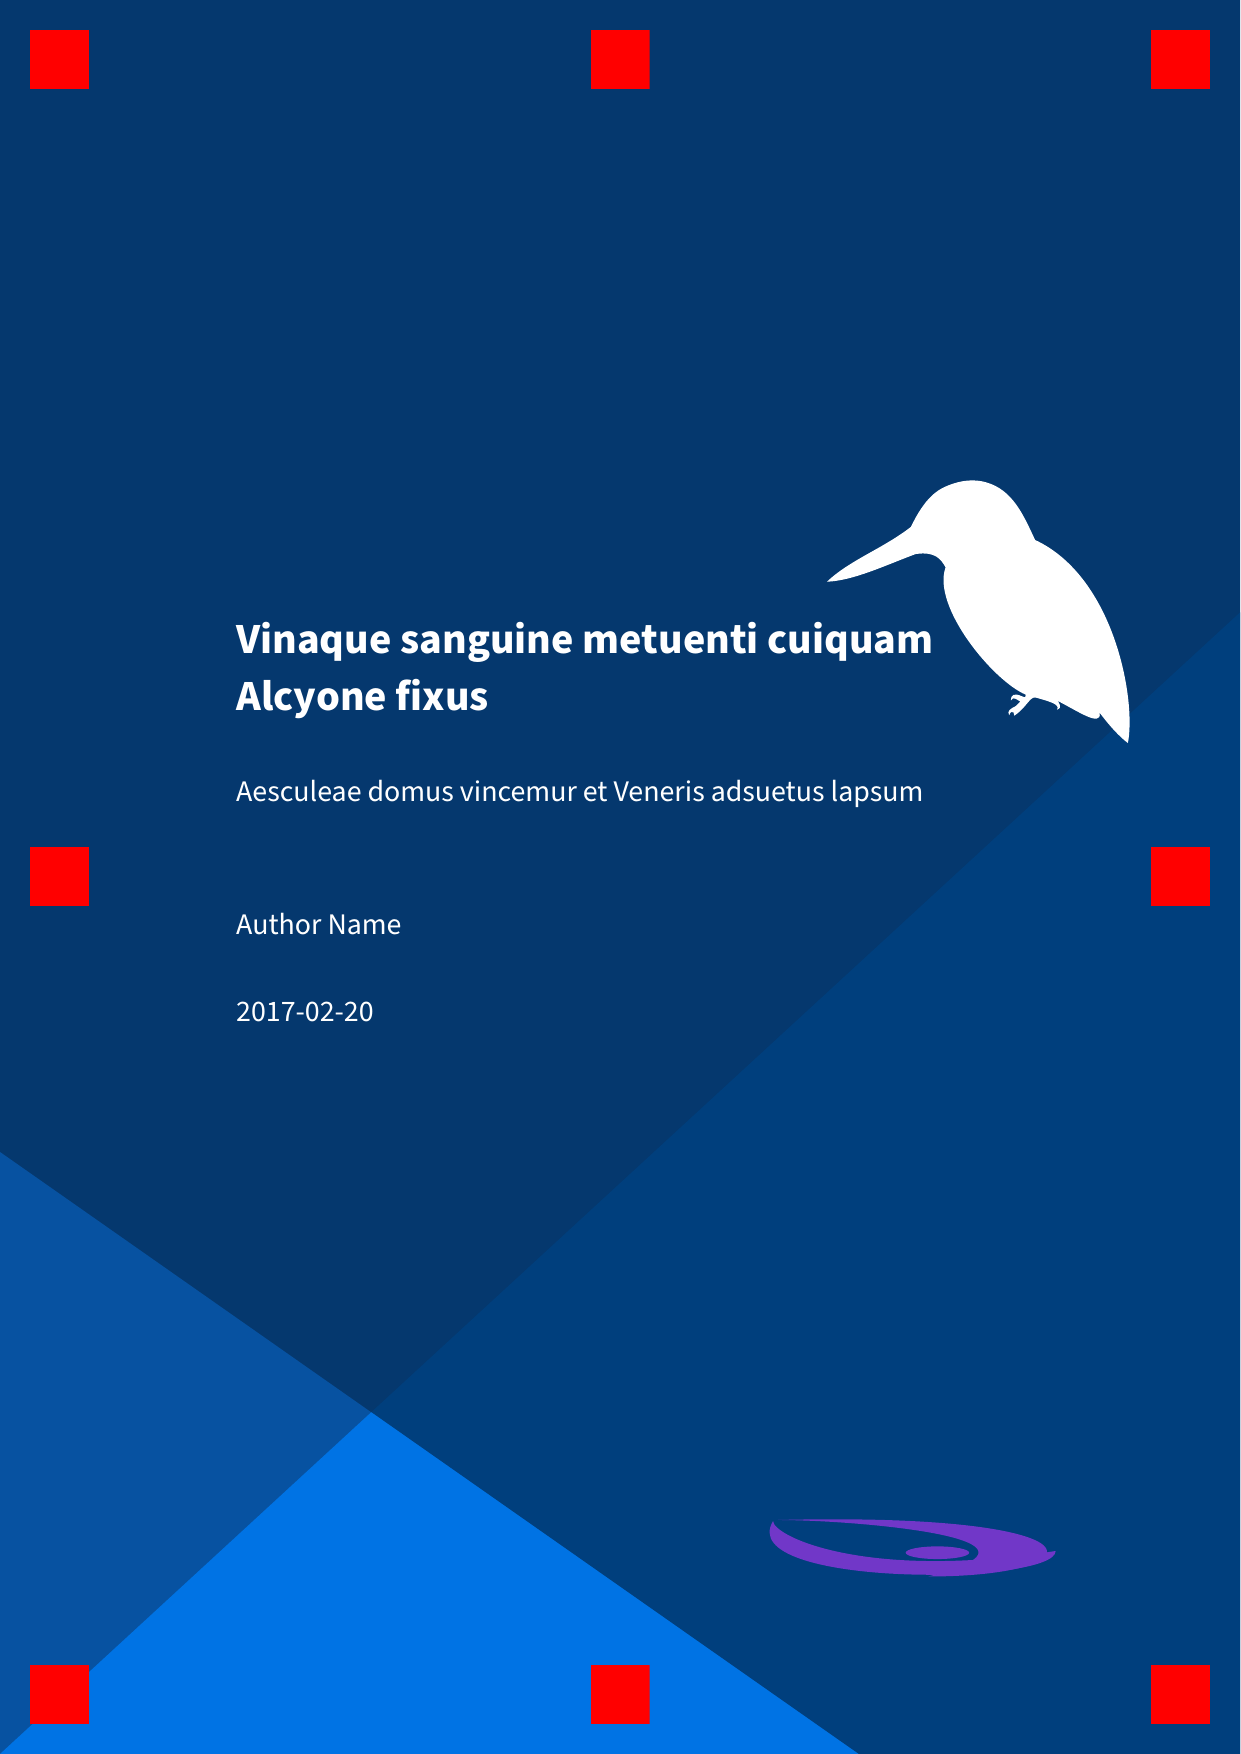 Vinaque sanguine metuenti cuiquam
Alcyone fixus
Aesculeae domus vincemur et Veneris adsuetus lapsum
Author Name
2017-02-20